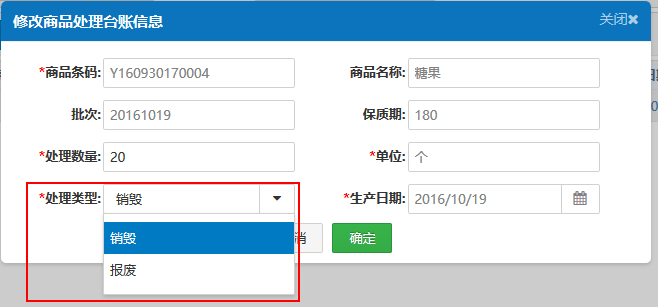 修改商品处理台账信息 关闭
*商品条码: Y160930170004 商品名称: 糖果
批次: 20161019 保质期: 180
*处理数量: 20 *单位: 个
*处理类型: 销毁 *生产日期: 2016/10/19
销毁 消 确定
报废